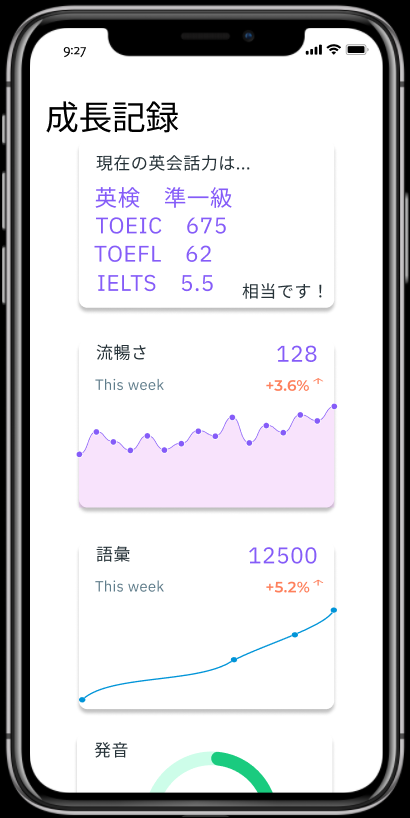 9:27
成長記録
現在の英会話力は...
英検　準一級
TOEIC　675
TOEFL　62
IELTS　5.5
相当です！
流暢さ 128
This week +3.6%
語彙 12500
This week +5.2%
発音